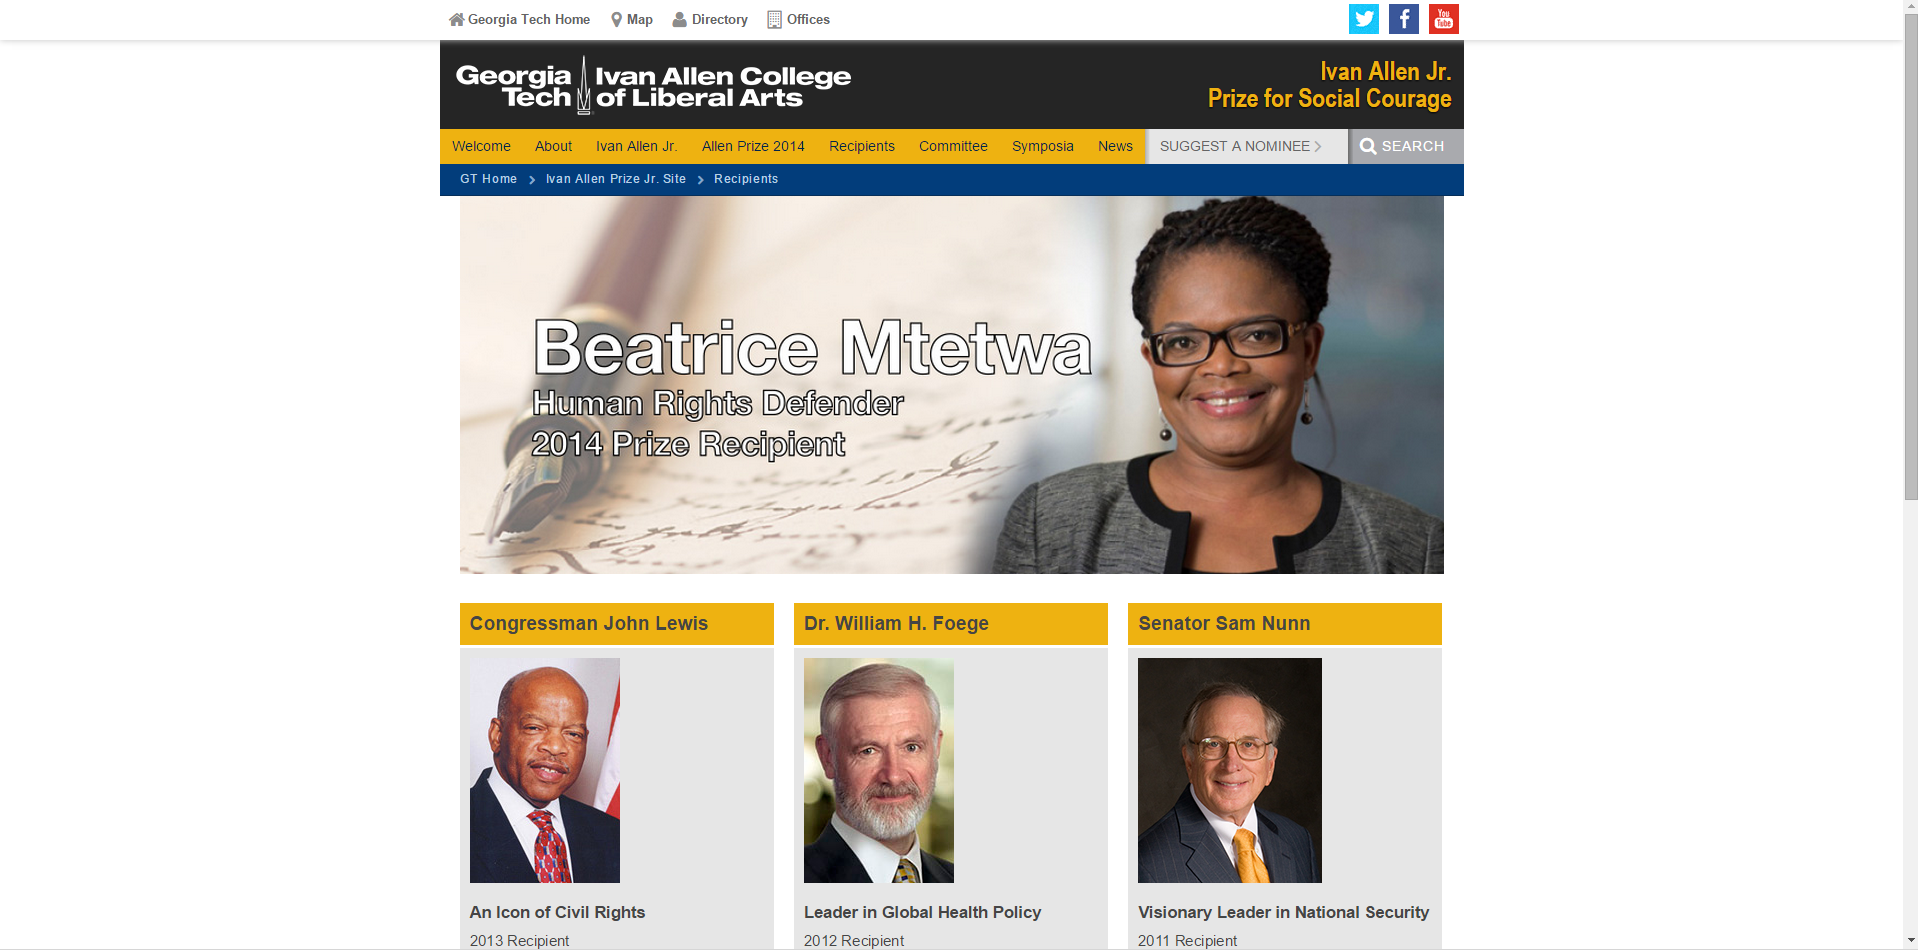 Georgia Tech Home Map Directory Offices
You
Tube
Georgia Tech
Ivan Allen College
of Liberal Arts
Ivan Allen Jr.
Prize for Social Courage
Welcome About Ivan Allen Jr. Allen Prize 2014 Recipients Committee Symposia News SUGGEST A NOMINEE SEARCH
GT Home Ivan Allen Prize Jr. Site Recipients
Beatrice Mtetwa
Human Rights Defender
2014 Prize Recipient
Congressman John Lewis
An Icon of Civil Rights
2013 Recipient
Dr. William H. Foege
Leader in Global Health Policy
2012 Recipient
Senator Sam Nunn
Visionary Leader in National Security
2011 Recipient